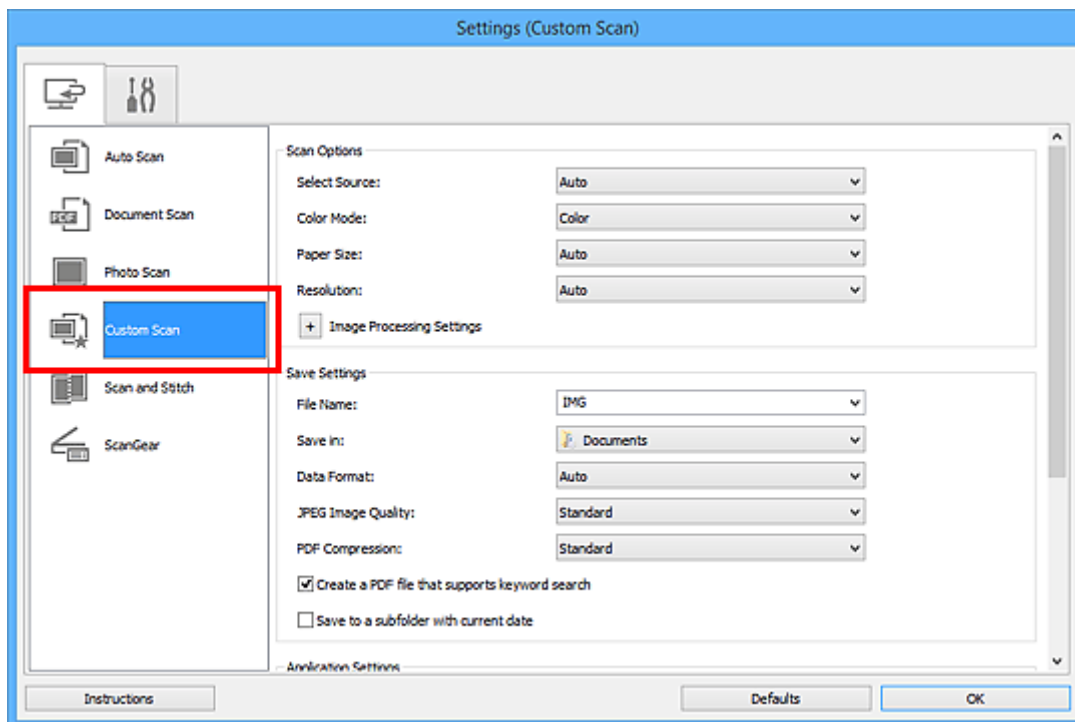 Settings (Custom Scan)
Auto Scan
PDF
Document Scan
Photo Scan
Custom Scan
Scan and Stitch
ScanGear
Scan Options
Select Source: Auto
Color Mode: Color
Paper Size: Auto
Resolution: Auto
+ Image Processing Settings
Save Settings
File Name: IMG
Save in: Documents
Data Format: Auto
JPEG Image Quality: Standard
PDF Compression: Standard
Create a PDF file that supports keyword search
Save to a subfolder with current date
Application Settings
Instructions Defaults OK